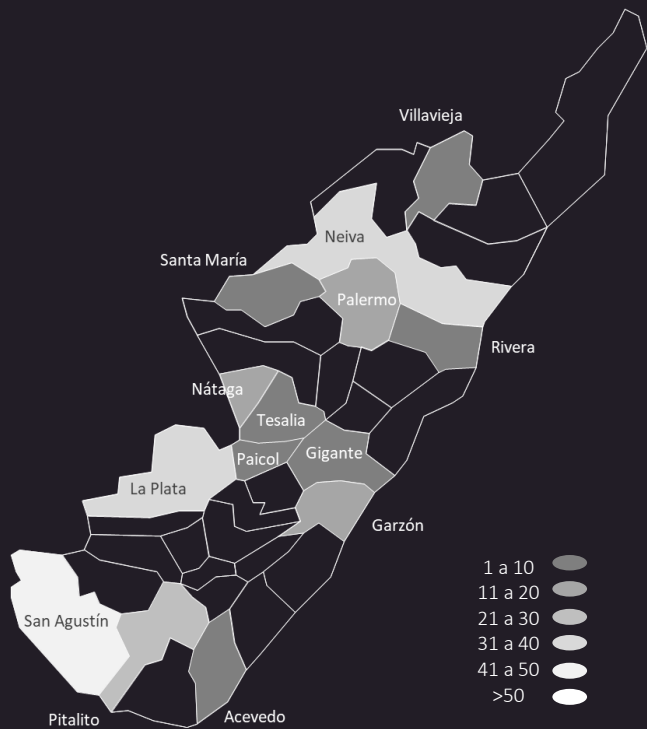 Villavieja
Neiva
Santa María
Palermo
Rivera
Nátaga
Tesalia
Gigante
Paicol
La Plata
Garzón
San Agustín
Pitalito
Acevedo
1 a 10
11 a 20
21 a 30
31 a 40
41 a 50
>50